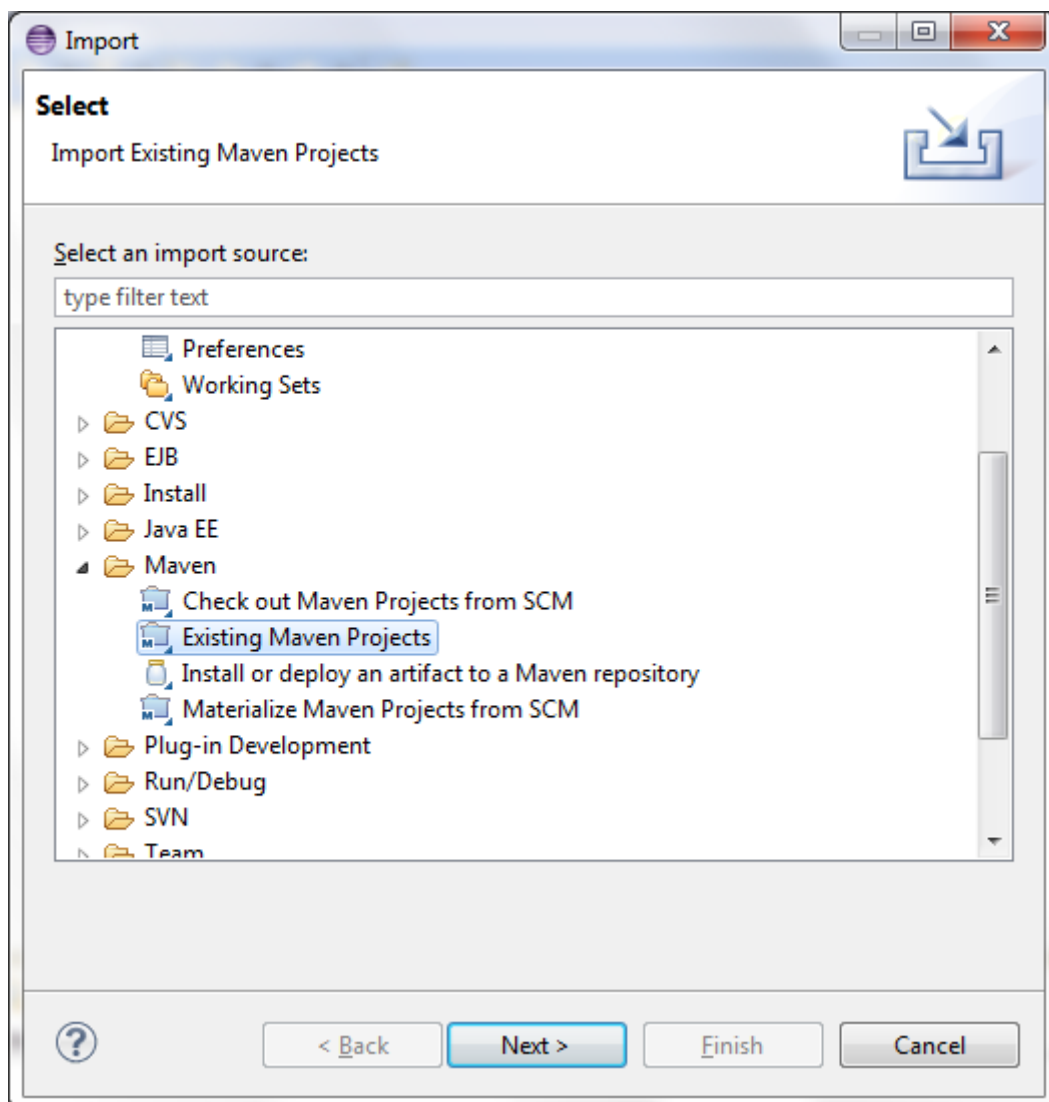 Import
Select
Import Existing Maven Projects
Select an import source:
type filter text
Preferences
Working Sets
CVS
EJB
Install
Java EE
Maven
Check out Maven Projects from SCM
Existing Maven Projects
Install or deploy an artifact to a Maven repository
Materialize Maven Projects from SCM
Plug-in Development
Run/Debug
SVN
Team
? < Back Next > Finish Cancel